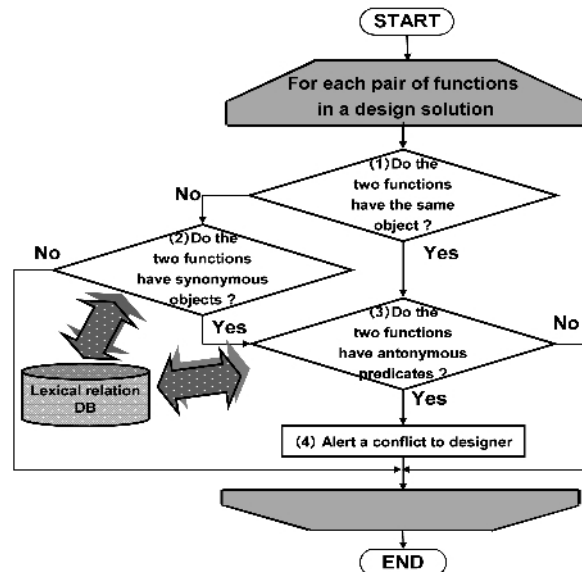 START
For each pair of functions
in a design solution
(1)Do the
two functions
have the same
object ?
No
Yes
(2)Do the
two functions
have synonymous
objects ?
No
Yes
(3)Do the
two functions
have antonymous
predicates ?
No
Yes
Lexical relation
DB
(4) Alert a conflict to designer
END